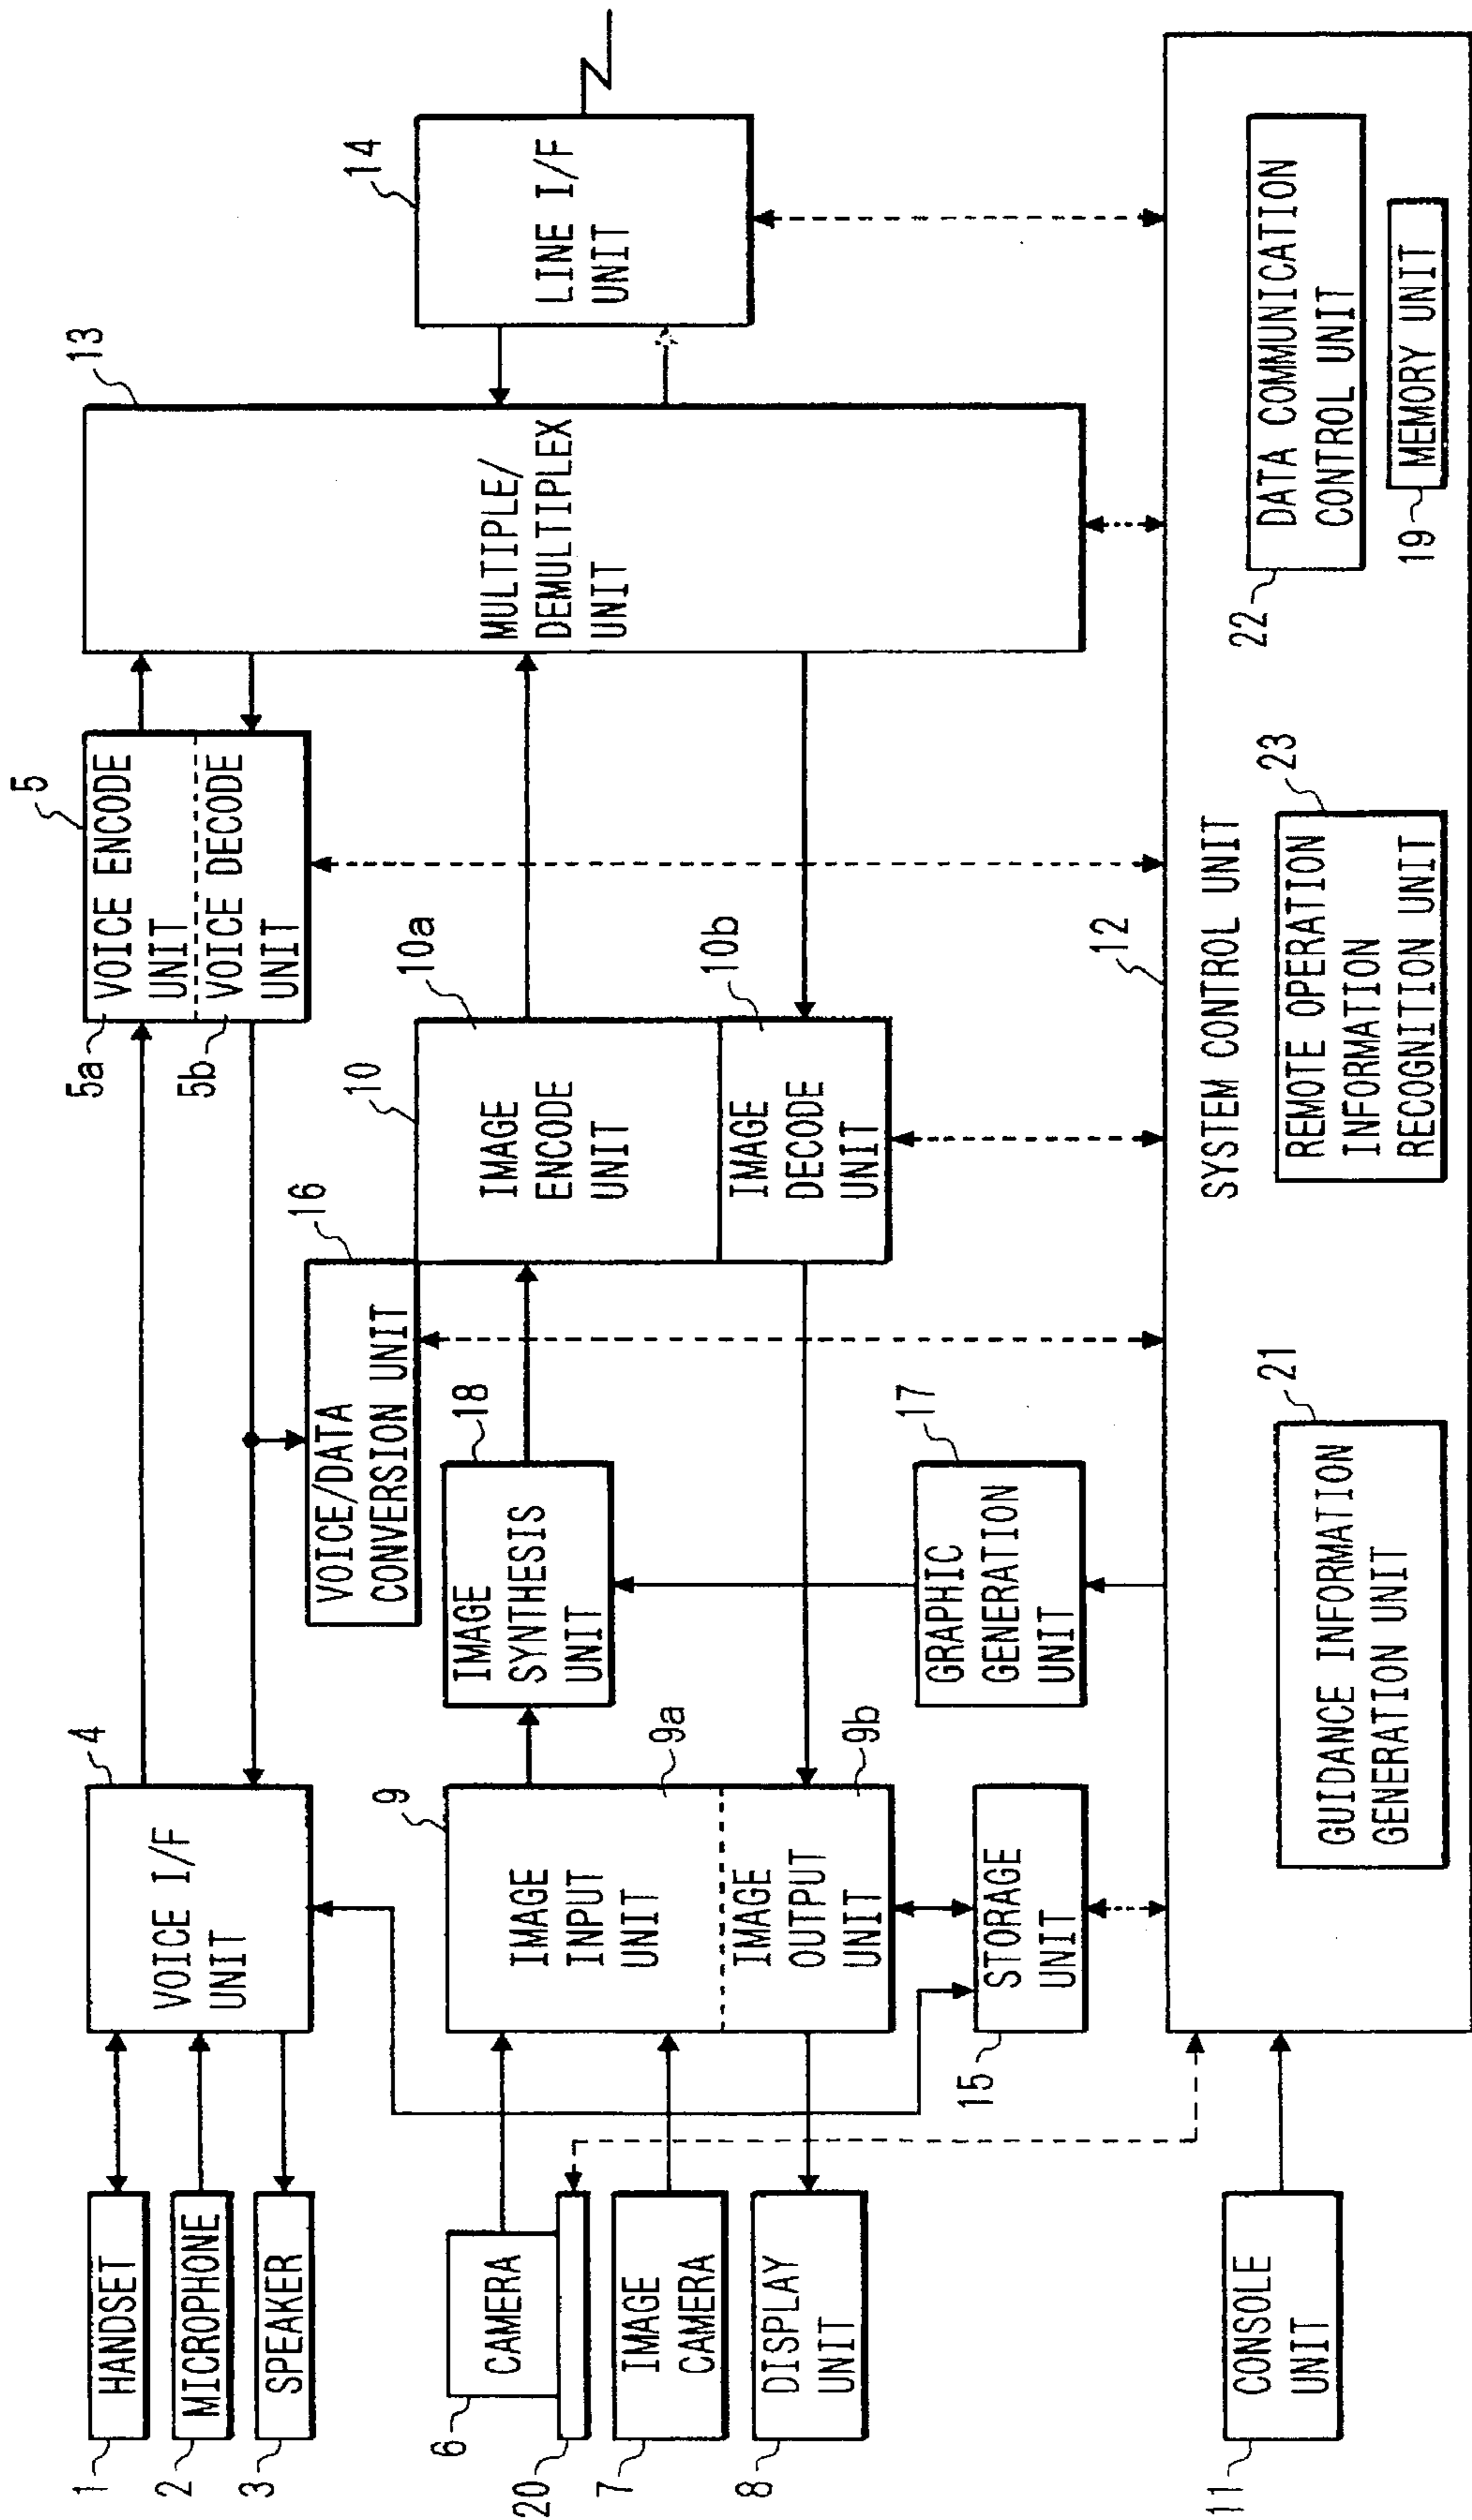 1
HANDSET
2
MICROPHONE
3
SPEAKER
4
VOICE I/F
UNIT
5
5a
VOICE ENCODE
UNIT
5b
VOICE DECODE
UNIT
6
CAMERA
20
7
IMAGE
CAMERA
8
DISPLAY
UNIT
9
9a
IMAGE
INPUT
UNIT
9b
IMAGE
OUTPUT
UNIT
18
IMAGE
SYNTHESIS
UNIT
16
VOICE/DATA
CONVERSION UNIT
10
10a
IMAGE
ENCODE
UNIT
10b
IMAGE
DECODE
UNIT
13
MULTIPLE/
DEMULTIPLEX
UNIT
14
LINE I/F
UNIT
15
STORAGE
UNIT
17
GRAPHIC
GENERATION
UNIT
11
CONSOLE
UNIT
12
SYSTEM CONTROL UNIT
21
GUIDANCE INFORMATION
GENERATION UNIT
23
REMOTE OPERATION
INFORMATION
RECOGNITION UNIT
22
DATA COMMUNICATION
CONTROL UNIT
19
MEMORY UNIT